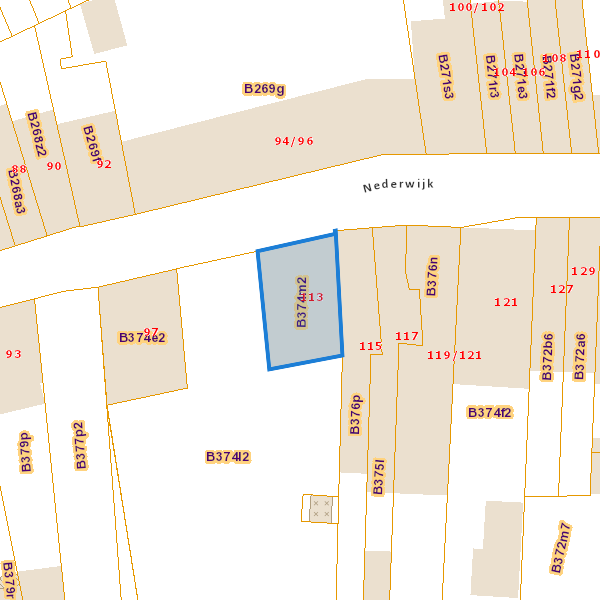 100/102
B271s3
B271r3
104
B271e3
106
B271f2
108
B271g2
110
B269g
94/96
B268z2
B269r
88
90
92
B268a3
Nederwijk
B376n
129
127
B374m2
113
121
97
B374e2
93
115
117
119/121
B372b6
B372a6
B376p
B374f2
B379p
B377p2
B374l2
B375l
B372m7
B379r